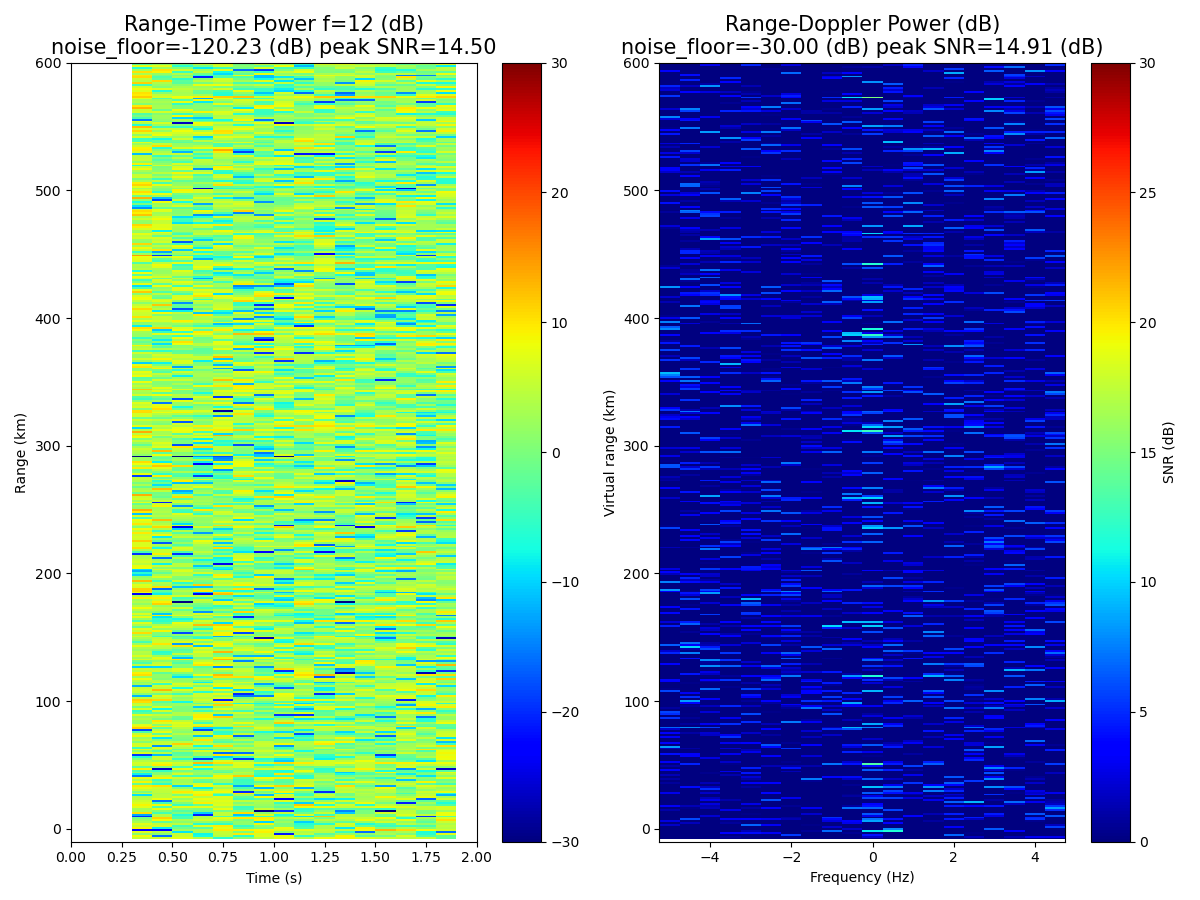 Range-Time Power f=12 (dB)
noise_floor=-120.23 (dB) peak SNR=14.50
Range-Doppler Power (dB)
noise_floor=-30.00 (dB) peak SNR=14.91 (dB)
Range (km)
600
500
400
300
200
100
0
0.00 0.25 0.50 0.75 1.00 1.25 1.50 1.75 2.00
Time (s)
30
20
10
0
−10
−20
−30
Virtual range (km)
600
500
400
300
200
100
0
−4 −2 0 2 4
Frequency (Hz)
30
25
20
15
10
5
0
SNR (dB)